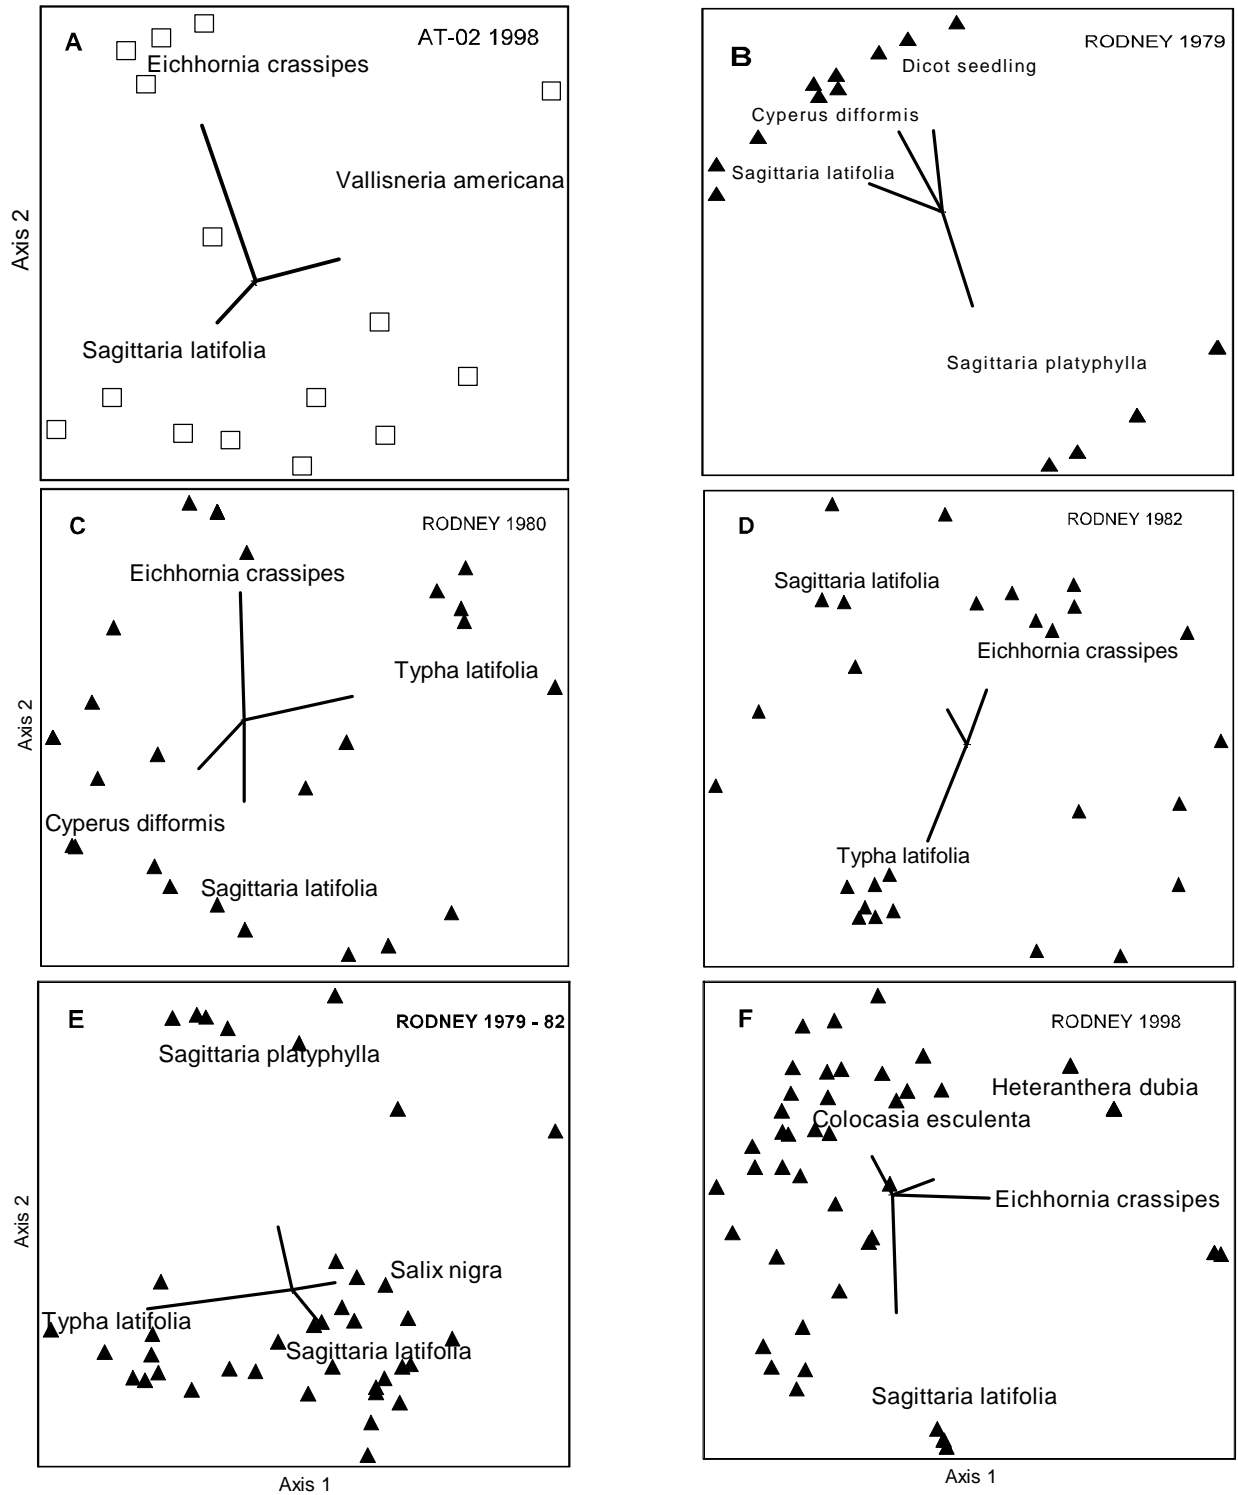 A
AT-02 1998
Eichhornia crassipes
Vallisneria americana
Axis 2
Sagittaria latifolia
B
RODNEY 1979
Dicot seedling
Cyperus difformis
Sagittaria latifolia
Sagittaria platyphylla
C
RODNEY 1980
Eichhornia crassipes
Typha latifolia
Axis 2
Cyperus difformis
Sagittaria latifolia
D
RODNEY 1982
Sagittaria latifolia
Eichhornia crassipes
Typha latifolia
E
RODNEY 1979 - 82
Sagittaria platyphylla
Axis 2
Salix nigra
Typha latifolia
Sagittaria latifolia
Axis 1
F
RODNEY 1998
Heteranthera dubia
Colocasia esculenta
Eichhornia crassipes
Sagittaria latifolia
Axis 1